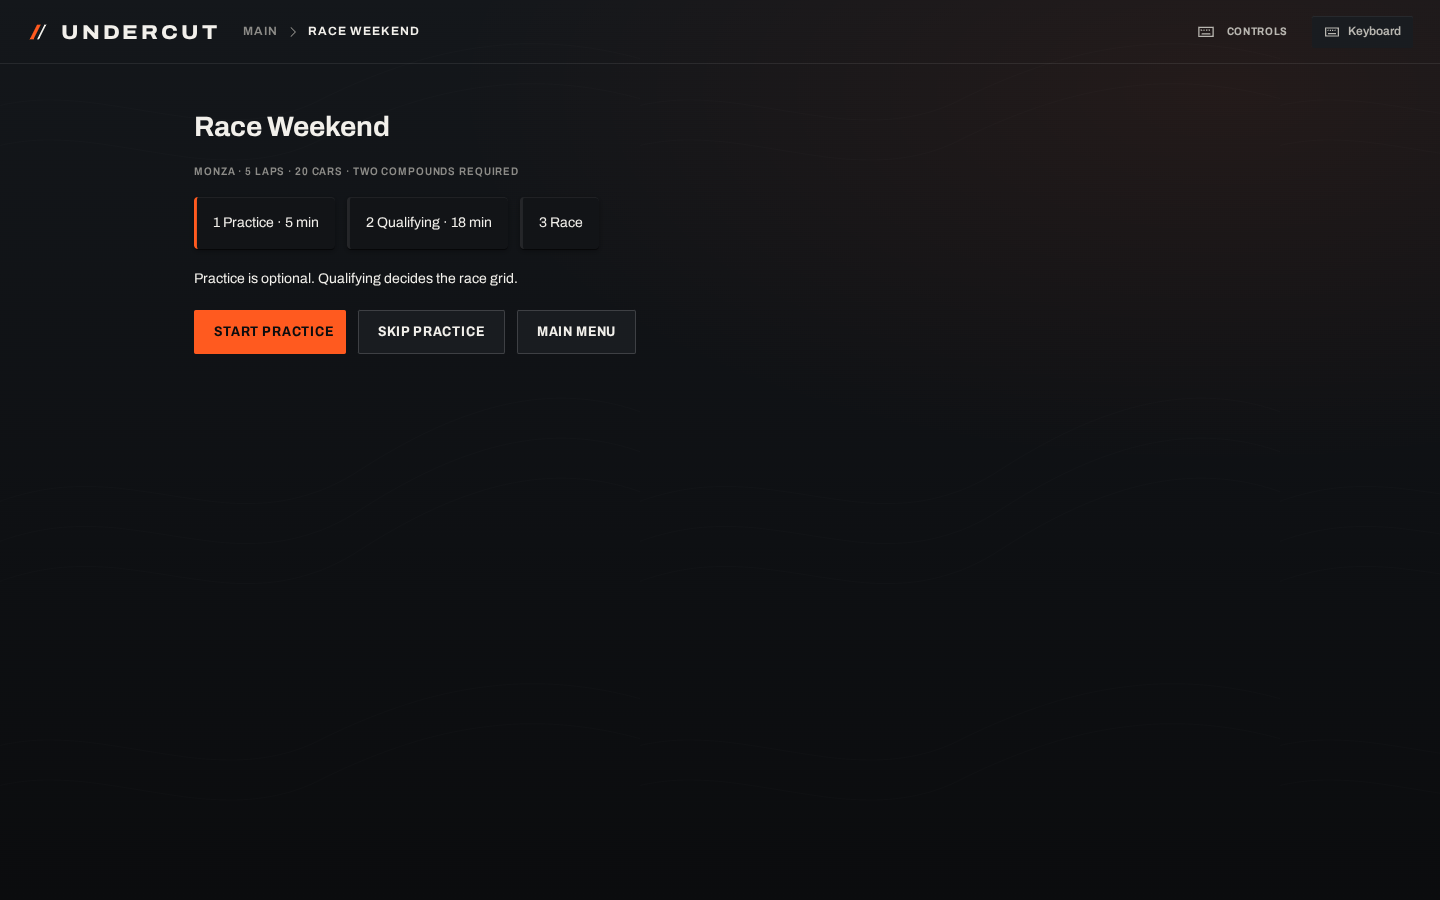 UNDERCUT MAIN RACE WEEKEND CONTROLS Keyboard
Race Weekend
MONZA · 5 LAPS · 20 CARS · TWO COMPOUNDS REQUIRED
1 Practice · 5 min 2 Qualifying · 18 min 3 Race
Practice is optional. Qualifying decides the race grid.
START PRACTICE SKIP PRACTICE MAIN MENU